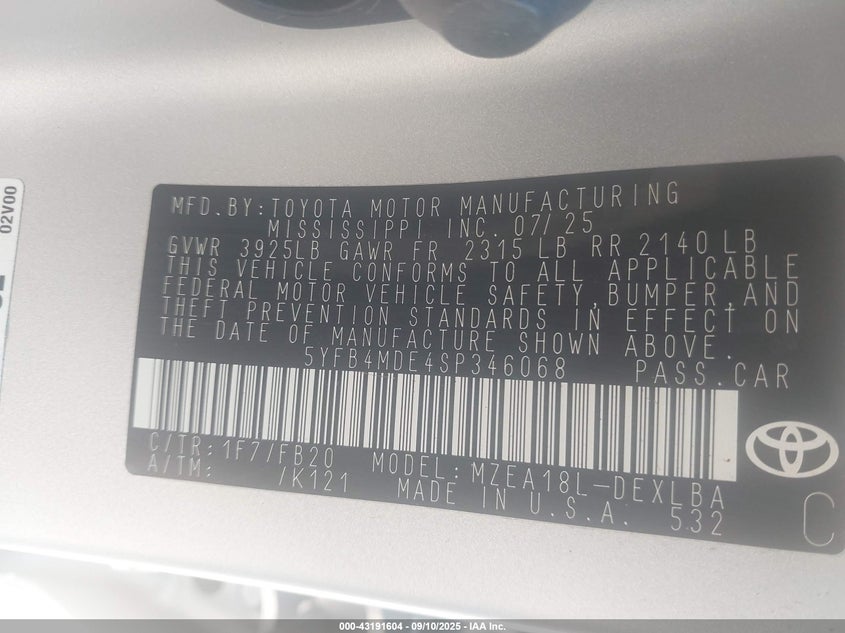 02V00
MFD.BY:TOYOTA MOTOR MANUFACTURING
MISSISSIPPI INC. 07/25
GVWR 3925LB GAWR FR 2315 LB RR 2140 LB
THIS VEHICLE CONFORMS TO ALL APPLICABLE
FEDERAL MOTOR VEHICLE SAFETY,BUMPER,AND
THEFT PREVENTION STANDARDS IN EFFECT ON
THE DATE OF MANUFACTURE SHOWN ABOVE.
5YFB4MDE4SP346068 PASS.CAR
C/TR:1F7/FB20 MODEL:MZEA18L-DEXLBA
A/TM: /K121 MADE IN U.S.A. 532
C
000-43191604 - 09/10/2025 - IAA Inc.